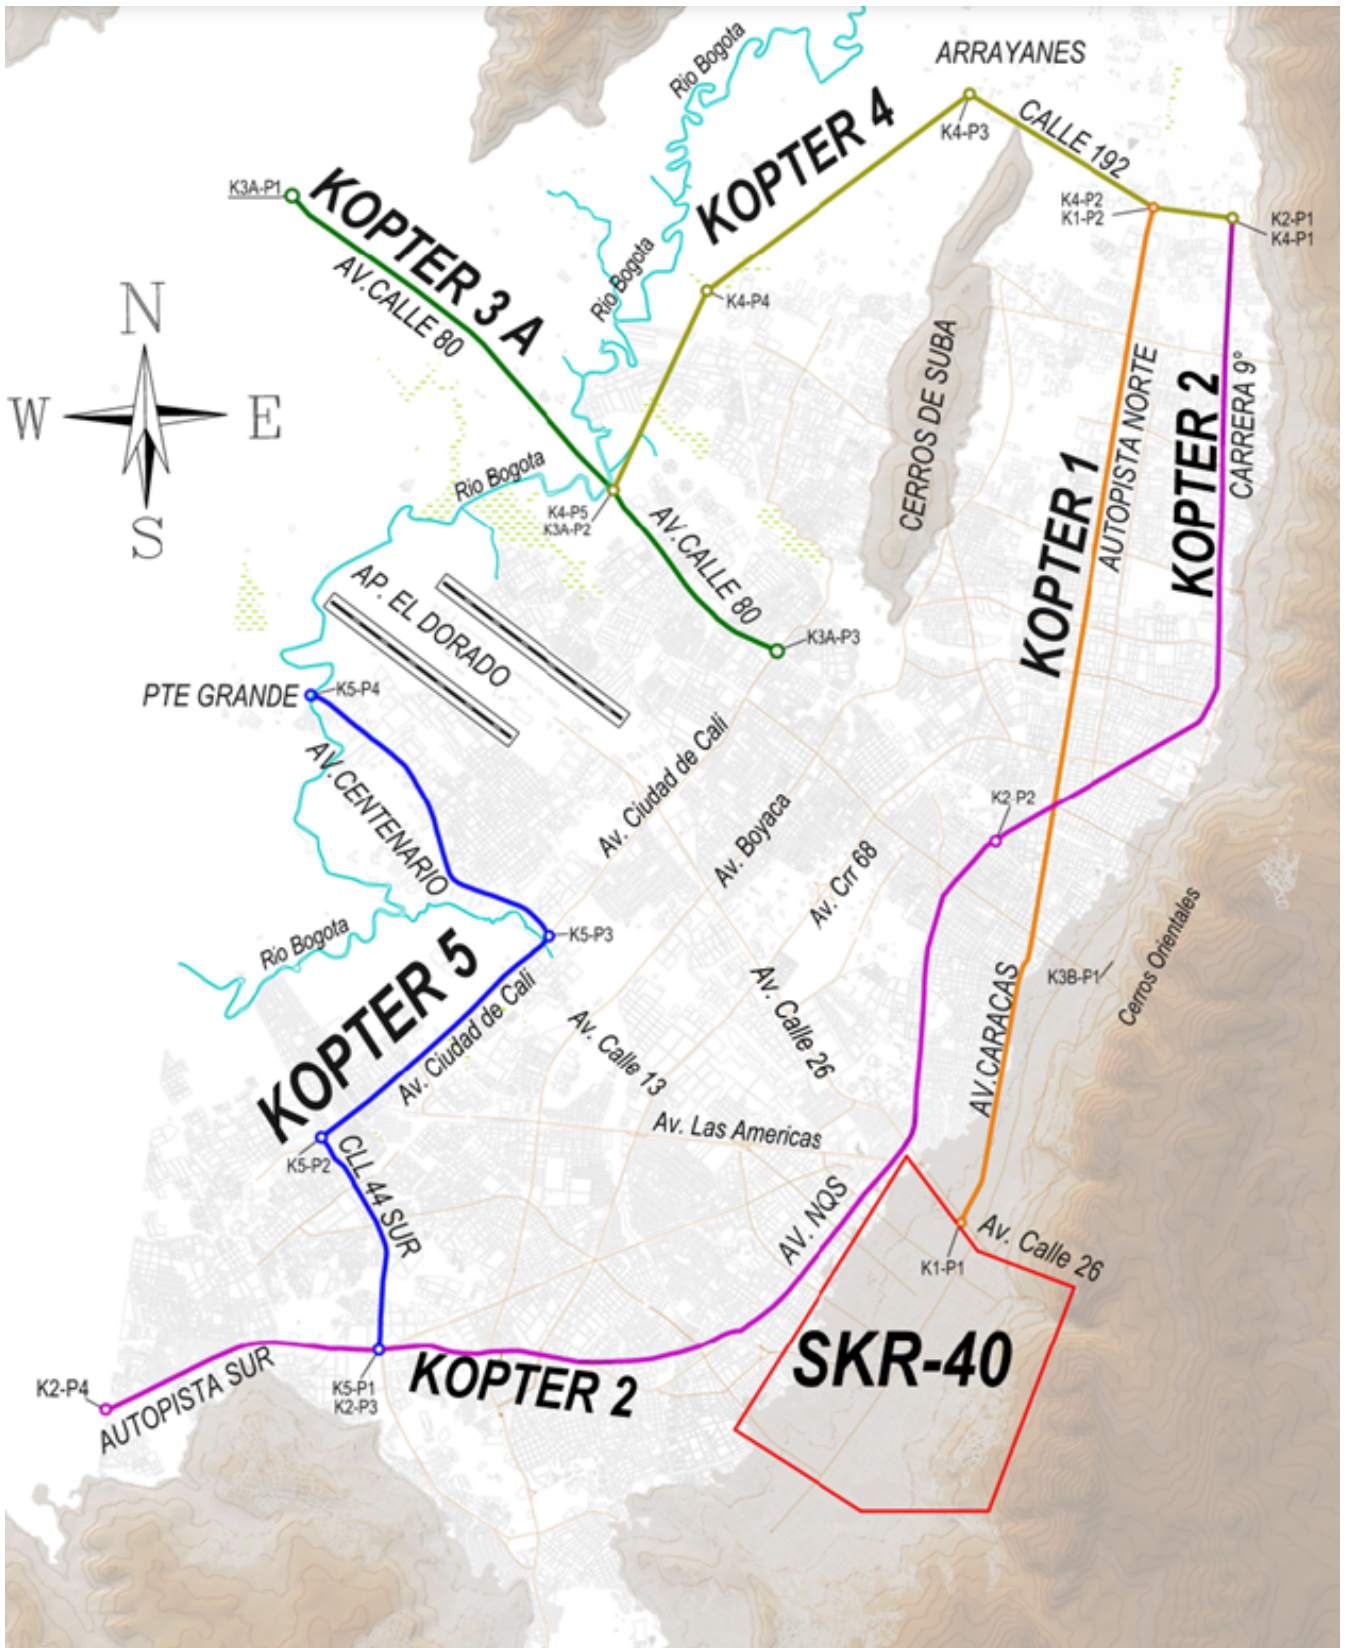 Rio Bogota
ARRAYANES
KOPTER 4
K4-P3
CALLE 192
K3A-P1
KOPTER 3 A
K4-P2
K1-P2
K2-P1
K4-P1
Rio Bogota
AV.CALLE 80
K4-P4
N
W
E
S
CERROS DE SUBA
AUTOPISTA NORTE
KOPTER 2
CARRERA 9°
KOPTER 1
Rio Bogota
K4-P5
K3A-P2
AV.CALLE 80
AP. EL DORADO
K3A-P3
PTE GRANDE
K5-P4
AV.CENTENARIO
Av. Ciudad de Cali
Av. Boyaca
K2-P2
Av. Crr 68
Rio Bogota
K5-P3
Cerros Orientales
K3B-P1
KOPTER 5
Av. Ciudad de Cali
Av. Calle 13
Av. Calle 26
AV.CARACAS
Av. Las Americas
K5-P2
CLL 44 SUR
AV. NQS
Av. Calle 26
K1-P1
SKR-40
K2-P4
AUTOPISTA SUR
K5-P1
K2-P3
KOPTER 2